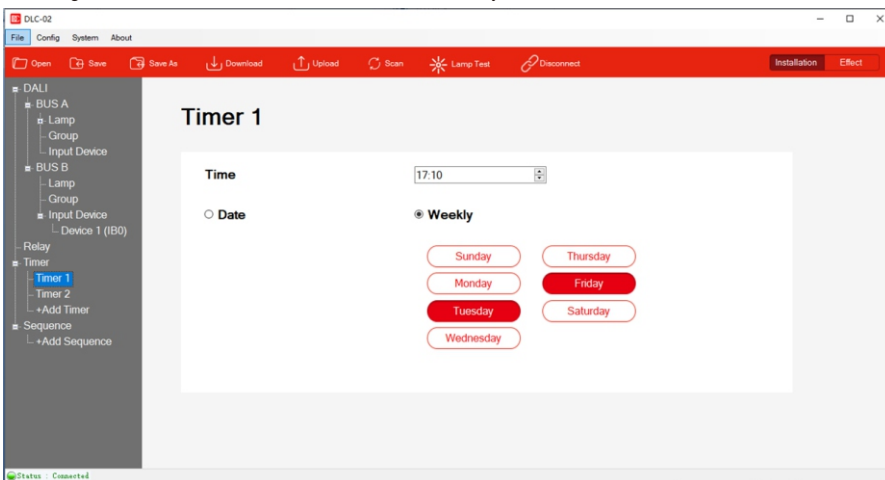 DLC-02
File Config System About
Open Save Save As Download Upload Scan Lamp Test Disconnect Installation Effect
DALI
BUS A
Lamp
Group
Input Device
BUS B
Lamp
Group
Input Device
Device 1 (IB0)
Relay
Timer
Timer 1
Timer 2
+Add Timer
Sequence
+Add Sequence
Timer 1
Time 17:10
Date Weekly
Sunday Thursday
Monday Friday
Tuesday Saturday
Wednesday
Status : Connected